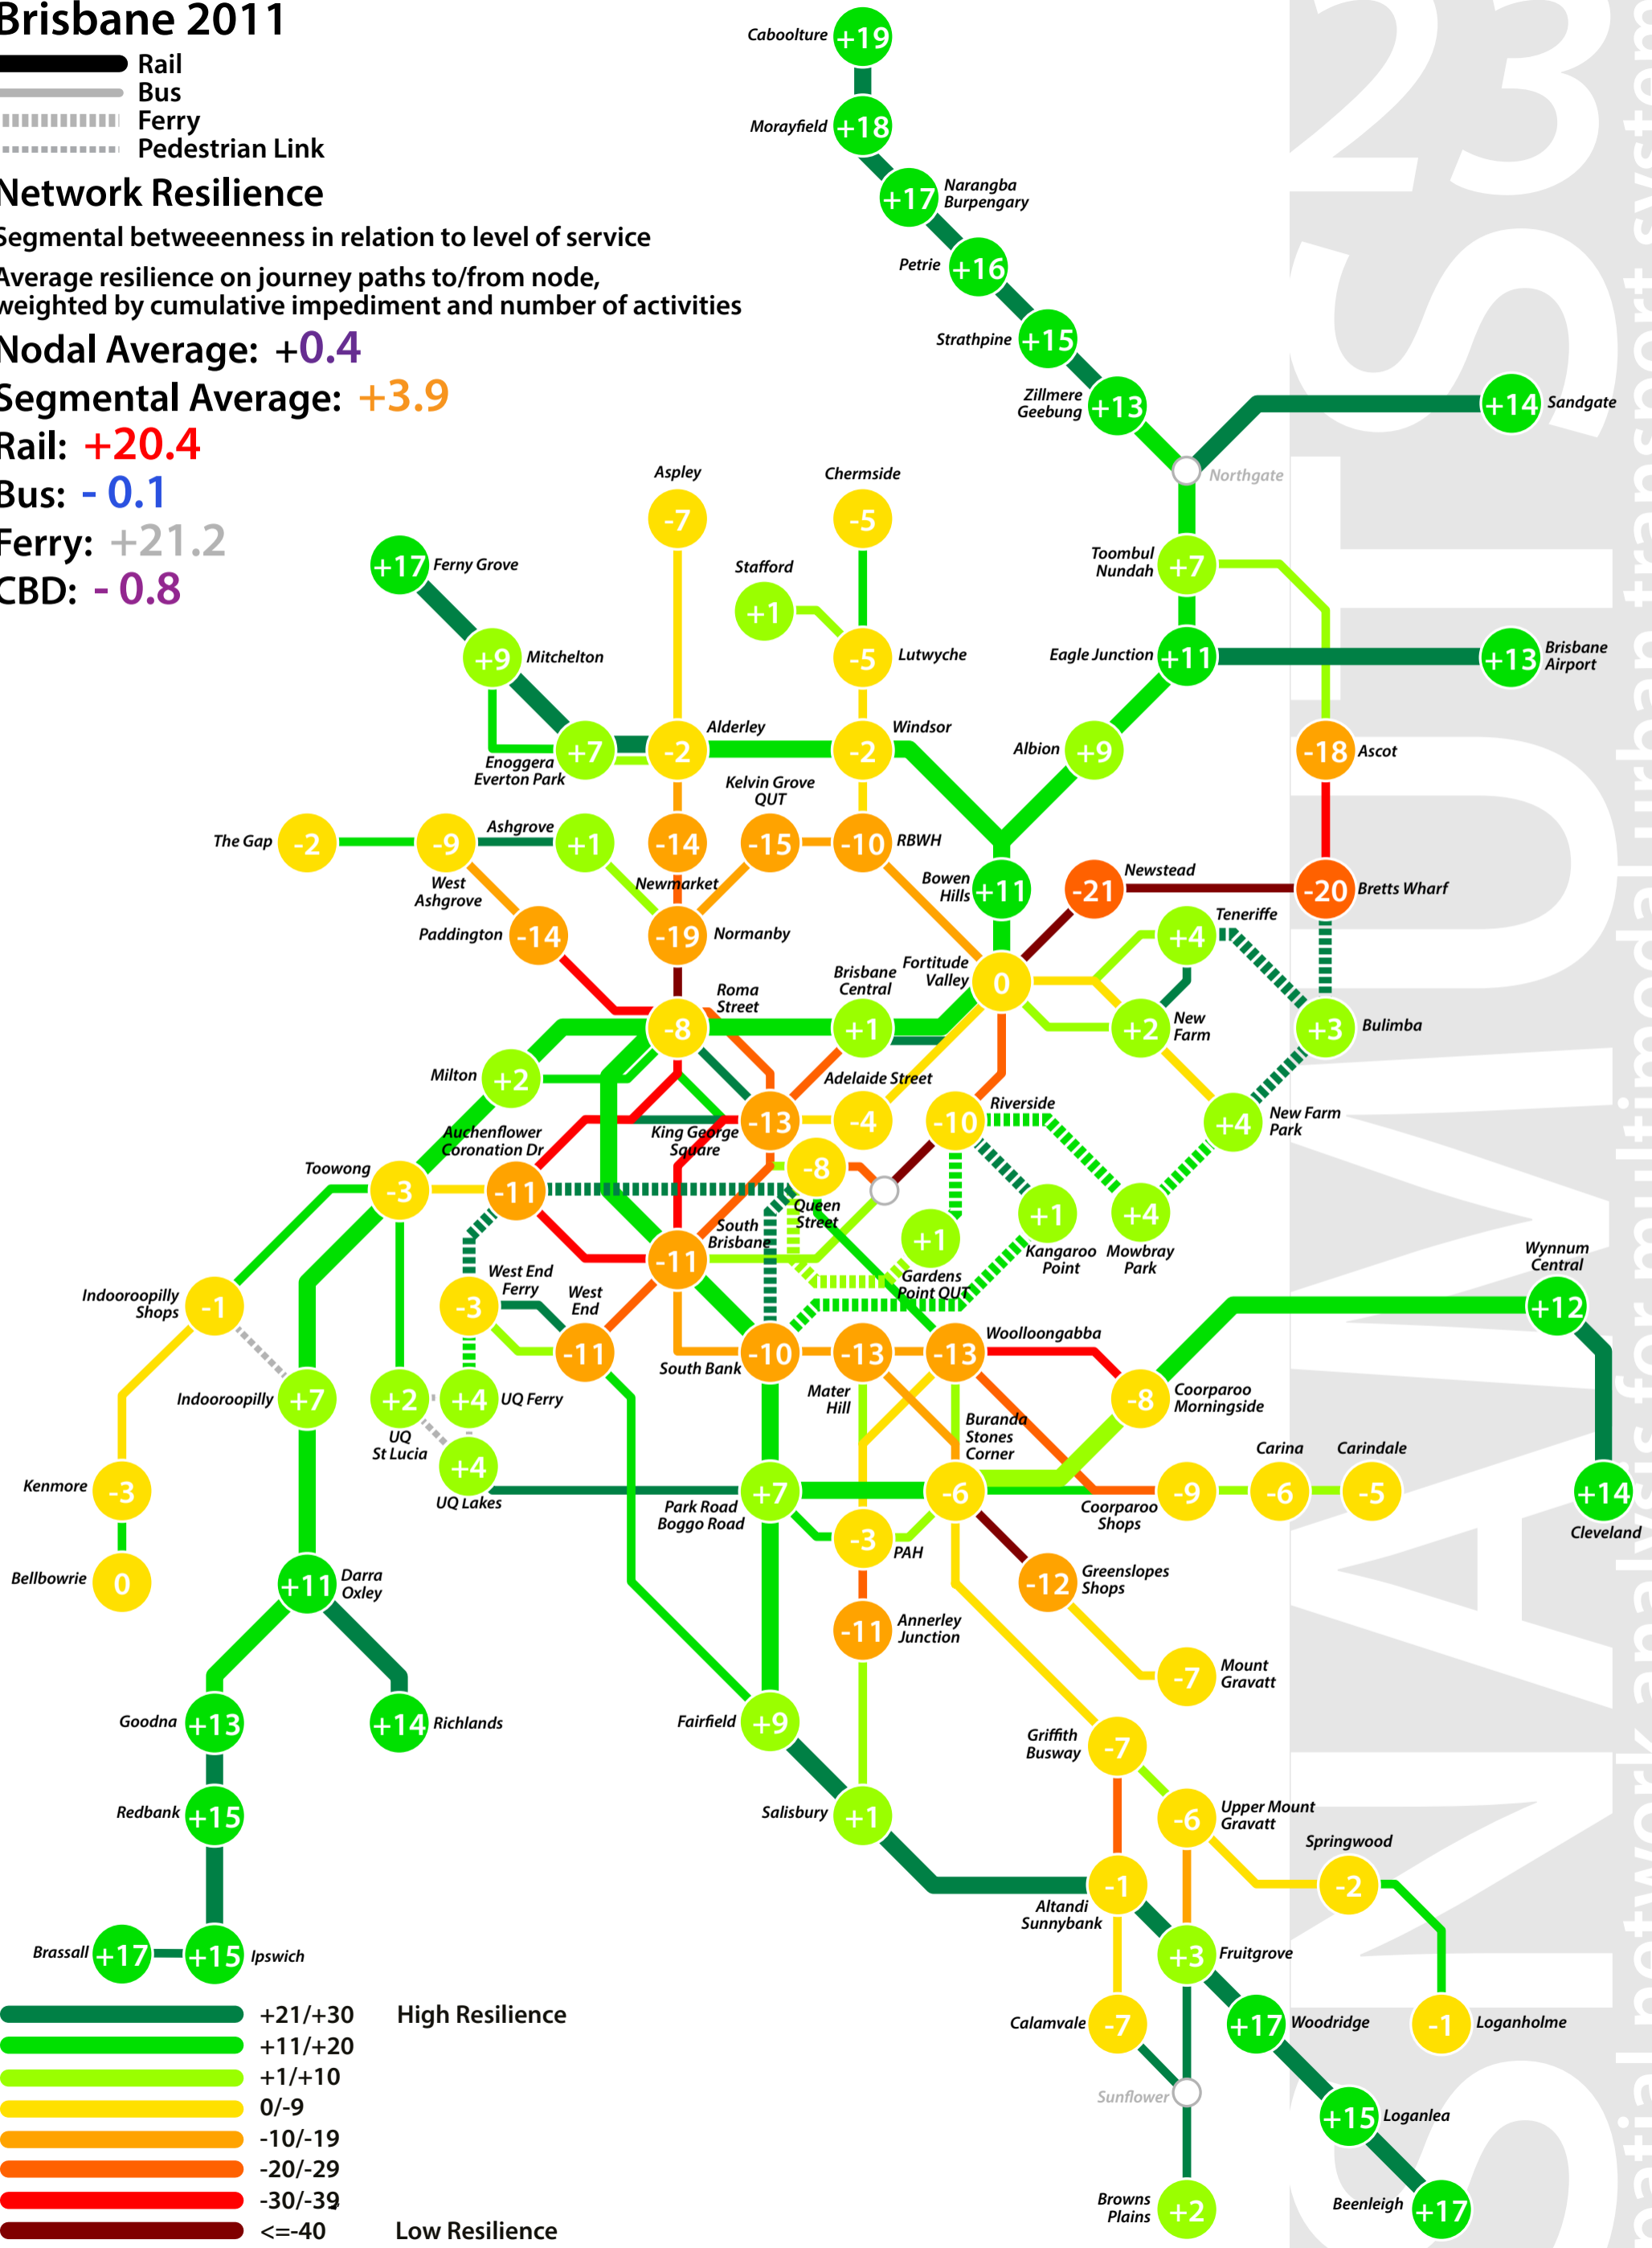 Brisbane 2011
Rail
Bus
Ferry
Pedestrian Link
Network Resilience
Segmental betweeenness in relation to level of service
Average resilience on journey paths to/from node,
weighted by cumulative impediment and number of activities
Nodal Average: +0.4
Segmental Average: +3.9
Rail: +20.4
Bus: - 0.1
Ferry: +21.2
CBD: - 0.8
23
SNAMUTS
spatial network analysis for multimodal urban transport systems
Caboolture +19
Morayfield +18
+17 Narangba
Burpengary
Petrie +16
Strathpine +15
Zillmere
Geebung +13
+14 Sandgate
Northgate
Aspley
-7
Chermside
-5
+17 Ferny Grove
Stafford
+1
Toombul
Nundah +7
+9 Mitchelton
-5 Lutwyche
Eagle Junction +11
+13 Brisbane
Airport
Enoggera
Everton Park +7
-2 Alderley
-2 Windsor
Albion +9
-18 Ascot
Kelvin Grove
QUT
-15
The Gap -2
-9
West
Ashgrove
Ashgrove +1
-14
Newmarket
-10 RBWH
Bowen
Hills +11
-21 Newstead
-20 Bretts Wharf
Paddington -14
-19 Normanby
Teneriffe
+4
Fortitude
Valley 0
Roma
Street
-8
Brisbane
Central
+1
+2 New
Farm
+3 Bulimba
Milton +2
Adelaide Street
-4
King George
Square
-13
-10 Riverside
+4 New Farm
Park
Auchenflower
Coronation Dr
-11
Toowong
-3
-8
Queen
Street
South
Brisbane
-11
+1
Gardens
Point QUT
+1
Kangaroo
Point
+4
Mowbray
Park
Wynnum
Central
+12
Indooroopilly
Shops -1
West End
Ferry
-3
West
End
-11
South Bank -10
-13
Mater
Hill
-13 Woolloongabba
-8 Coorparoo
Morningside
Indooroopilly +7
+2
UQ
St Lucia
+4 UQ Ferry
+4
UQ Lakes
Buranda
Stones
Corner
-6
Kenmore -3
Park Road
Boggo Road +7
Coorparoo
Shops
-9
Carina
-6
Carindale
-5
+14
Cleveland
-3 PAH
Bellbowrie 0
+11 Darra
Oxley
-12 Greenslopes
Shops
-11 Annerley
Junction
-7 Mount
Gravatt
Goodna +13
+14 Richlands
Fairfield +9
Griffith
Busway -7
Redbank +15
Salisbury +1
-6 Upper Mount
Gravatt
Springwood
-2
-1
Altandi
Sunnybank
Brassall +17
+15 Ipswich
+3 Fruitgrove
Calamvale -7
+17 Woodridge
-1 Loganholme
Sunflower
+15 Loganlea
Browns
Plains +2
Beenleigh +17
+21/+30 High Resilience
+11/+20
+1/+10
0/-9
-10/-19
-20/-29
-30/-39
<=-40 Low Resilience